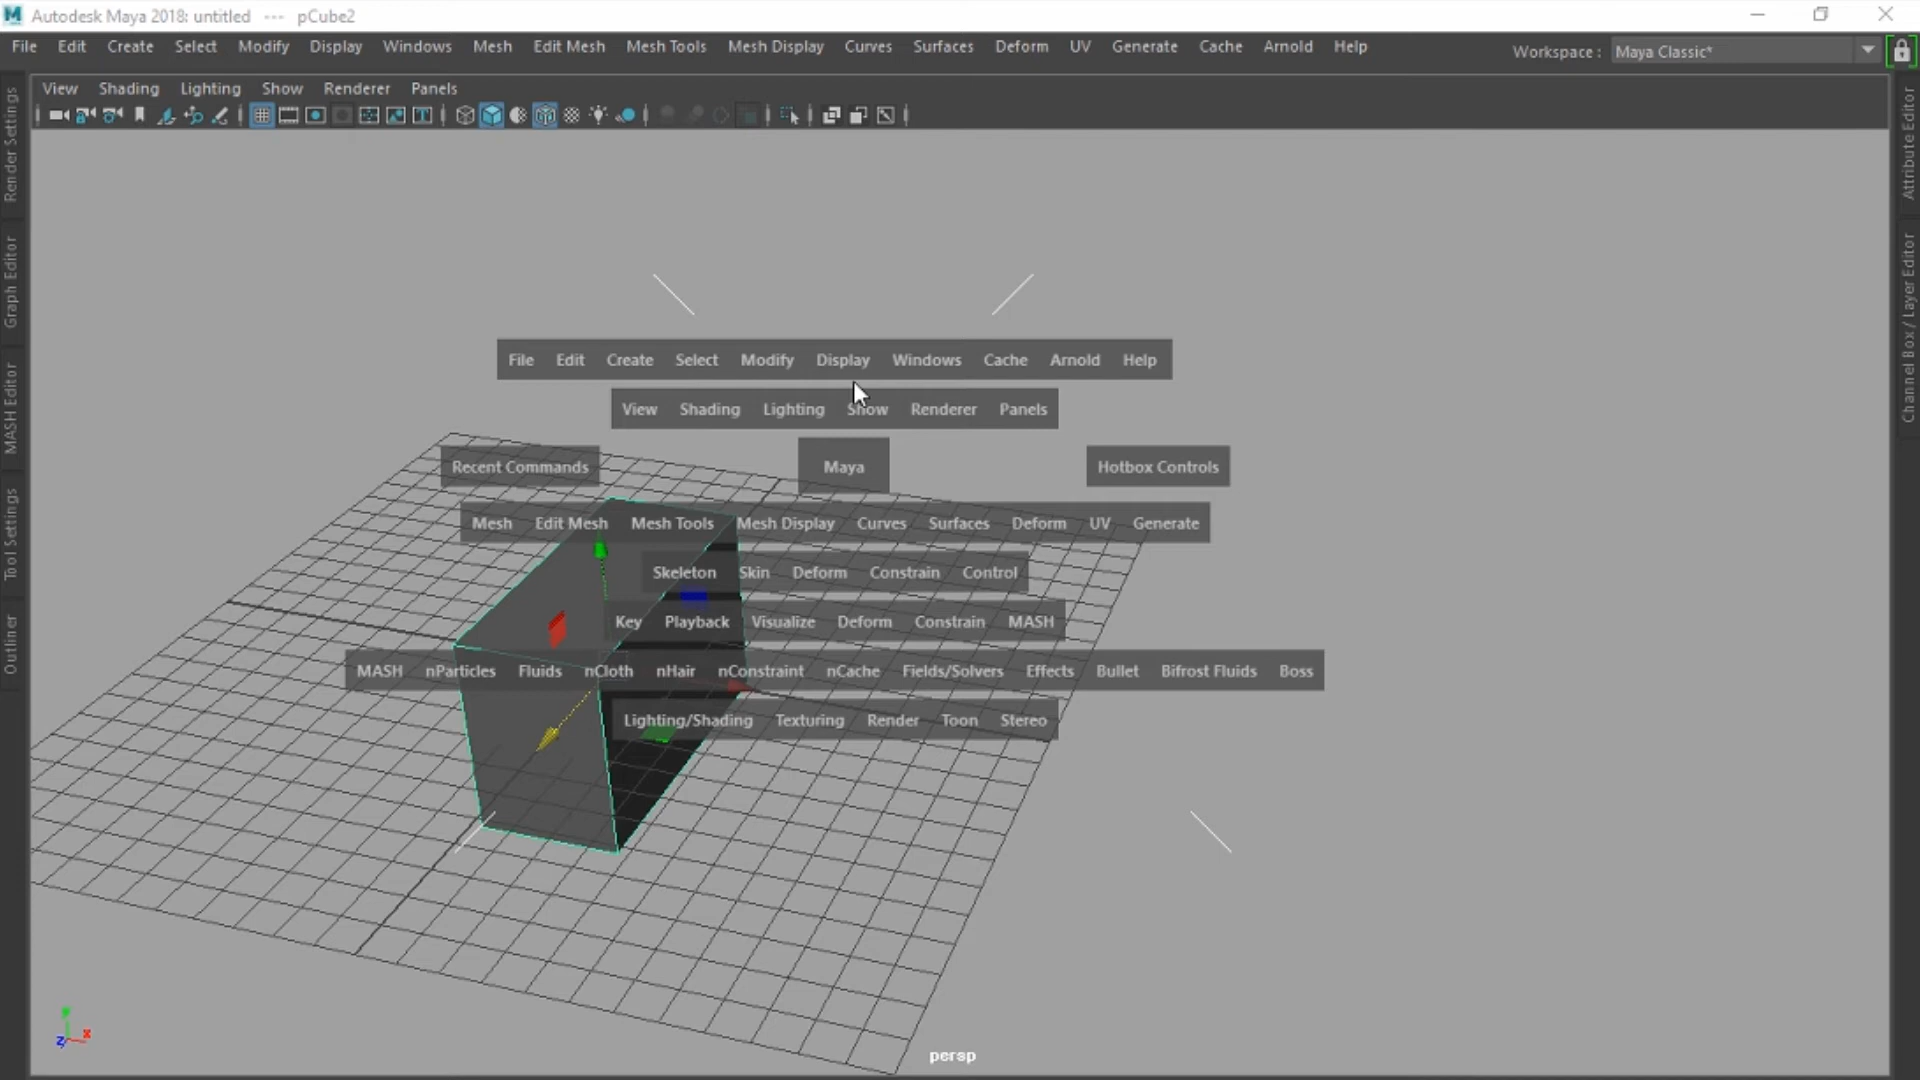 Autodesk Maya 2018: untitled --- pCube2
File Edit Create Select Modify Display Windows Mesh Edit Mesh Mesh Tools Mesh Display Curves Surfaces Deform UV Generate Cache Arnold Help
Workspace : Maya Classic*
View Shading Lighting Show Renderer Panels
Render Settings
Graph Editor
MASH Editor
Tool Settings
Outliner
File Edit Create Select Modify Display Windows Cache Arnold Help
View Shading Lighting Show Renderer Panels
Recent Commands Maya Hotbox Controls
Mesh Edit Mesh Mesh Tools Mesh Display Curves Surfaces Deform UV Generate
Skeleton Skin Deform Constrain Control
Key Playback Visualize Deform Constrain MASH
MASH nParticles Fluids nCloth nHair nConstraint nCache Fields/Solvers Effects Bullet Bifrost Fluids Boss
Lighting/Shading Texturing Render Toon Stereo
Attribute Editor
Channel Box / Layer Editor
Y
Z X
persp